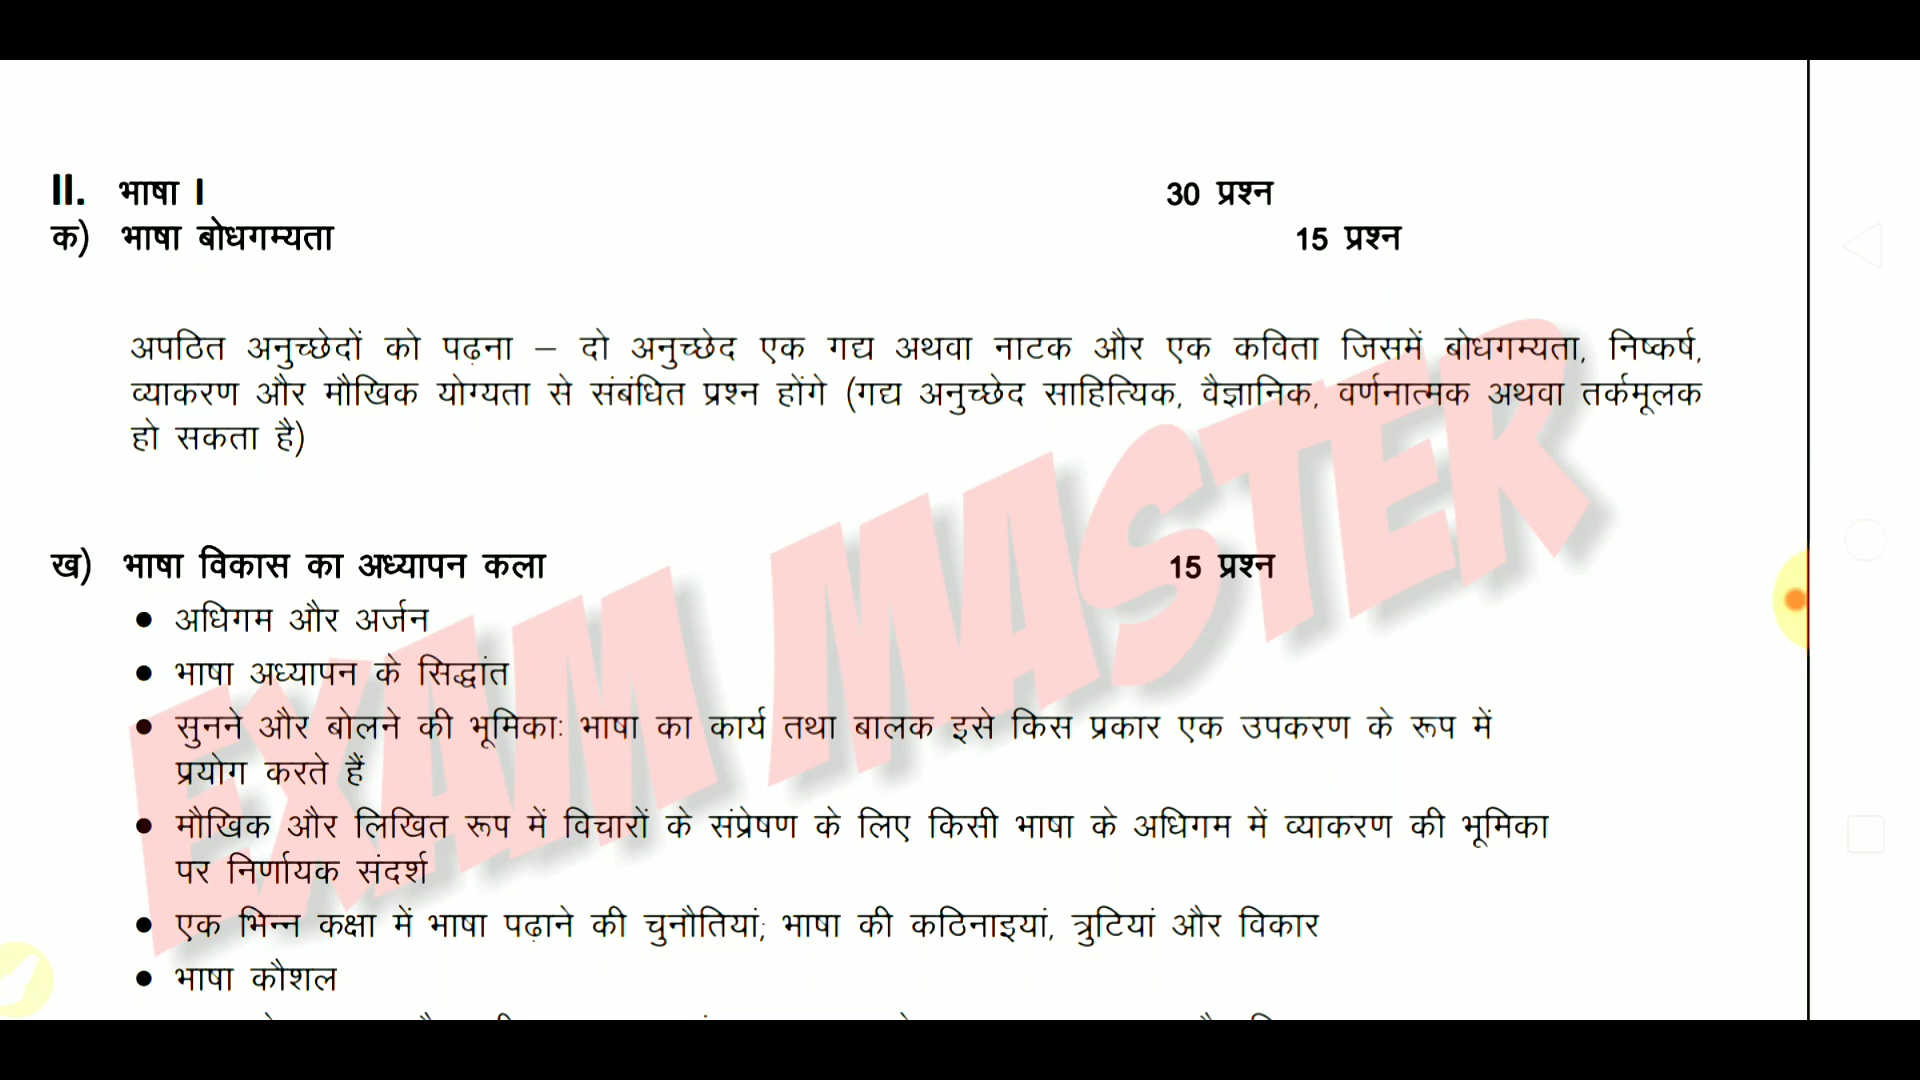 II. भाषा I 30 प्रश्न
क) भाषा बोधगम्यता 15 प्रश्न
अपठित अनुच्छेदों को पढ़ना – दो अनुच्छेद एक गद्य अथवा नाटक और एक कविता जिसमें बोधगम्यता, निष्कर्ष,
व्याकरण और मौखिक योग्यता से संबंधित प्रश्न होंगे (गद्य अनुच्छेद साहित्यिक, वैज्ञानिक, वर्णनात्मक अथवा तर्कमूलक
हो सकता है)
ख) भाषा विकास का अध्यापन कला 15 प्रश्न
• अधिगम और अर्जन
• भाषा अध्यापन के सिद्धांत
• सुनने और बोलने की भूमिका: भाषा का कार्य तथा बालक इसे किस प्रकार एक उपकरण के रूप में
प्रयोग करते हैं
• मौखिक और लिखित रूप में विचारों के संप्रेषण के लिए किसी भाषा के अधिगम में व्याकरण की भूमिका
पर निर्णायक संदर्श
• एक भिन्न कक्षा में भाषा पढ़ाने की चुनौतियां; भाषा की कठिनाइयां, त्रुटियां और विकार
• भाषा कौशल
EXAM MASTER